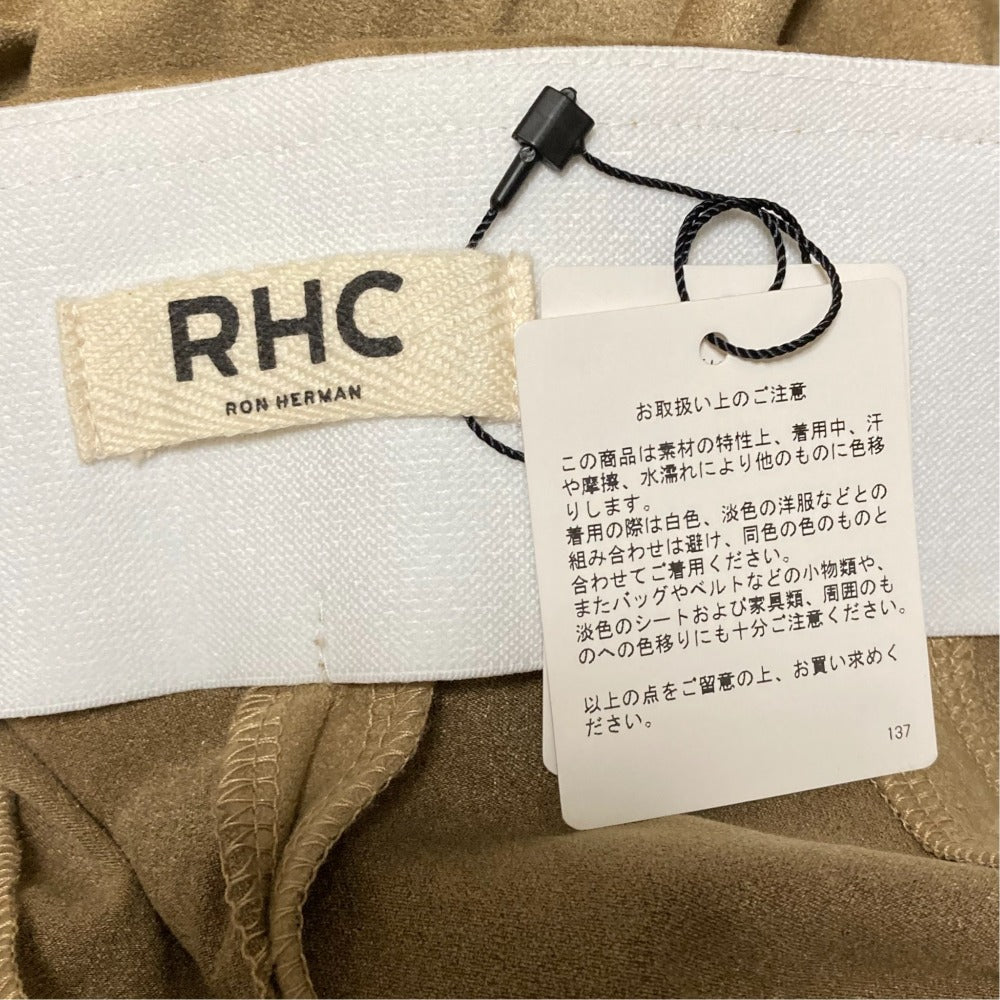 RHC
RON HERMAN
お取扱い上のご注意
この商品は素材の特性上、着用中、汗
や摩擦、水濡れにより他のものに色移
りします。
着用の際は白色、淡色の洋服などとの
組み合わせは避け、同色の色のものと
合わせてご着用ください。
またバッグやベルトなどの小物類や、
淡色のシートおよび家具類、周囲のも
のへの色移りにも十分ご注意ください。
以上の点をご留意の上、お買い求めく
ださい。
137